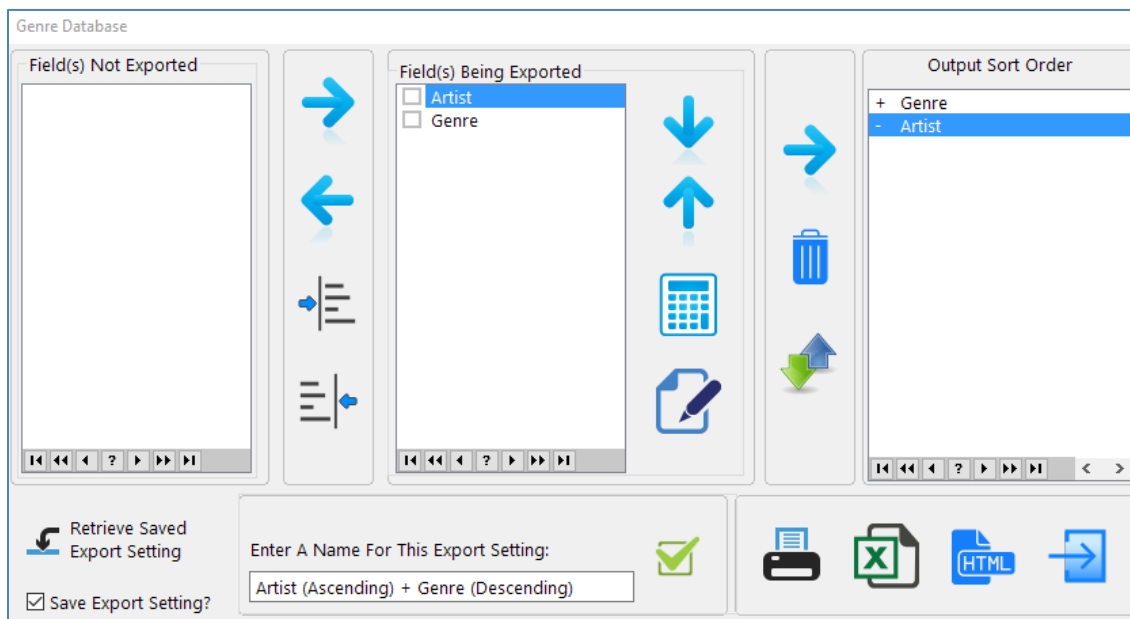 Genre Database
Field(s) Not Exported
Field(s) Being Exported
Artist
Genre
Output Sort Order
+ Genre
- Artist
?
?
?
Retrieve Saved
Export Setting
Save Export Setting?
Enter A Name For This Export Setting:
Artist (Ascending) + Genre (Descending)
X
HTML